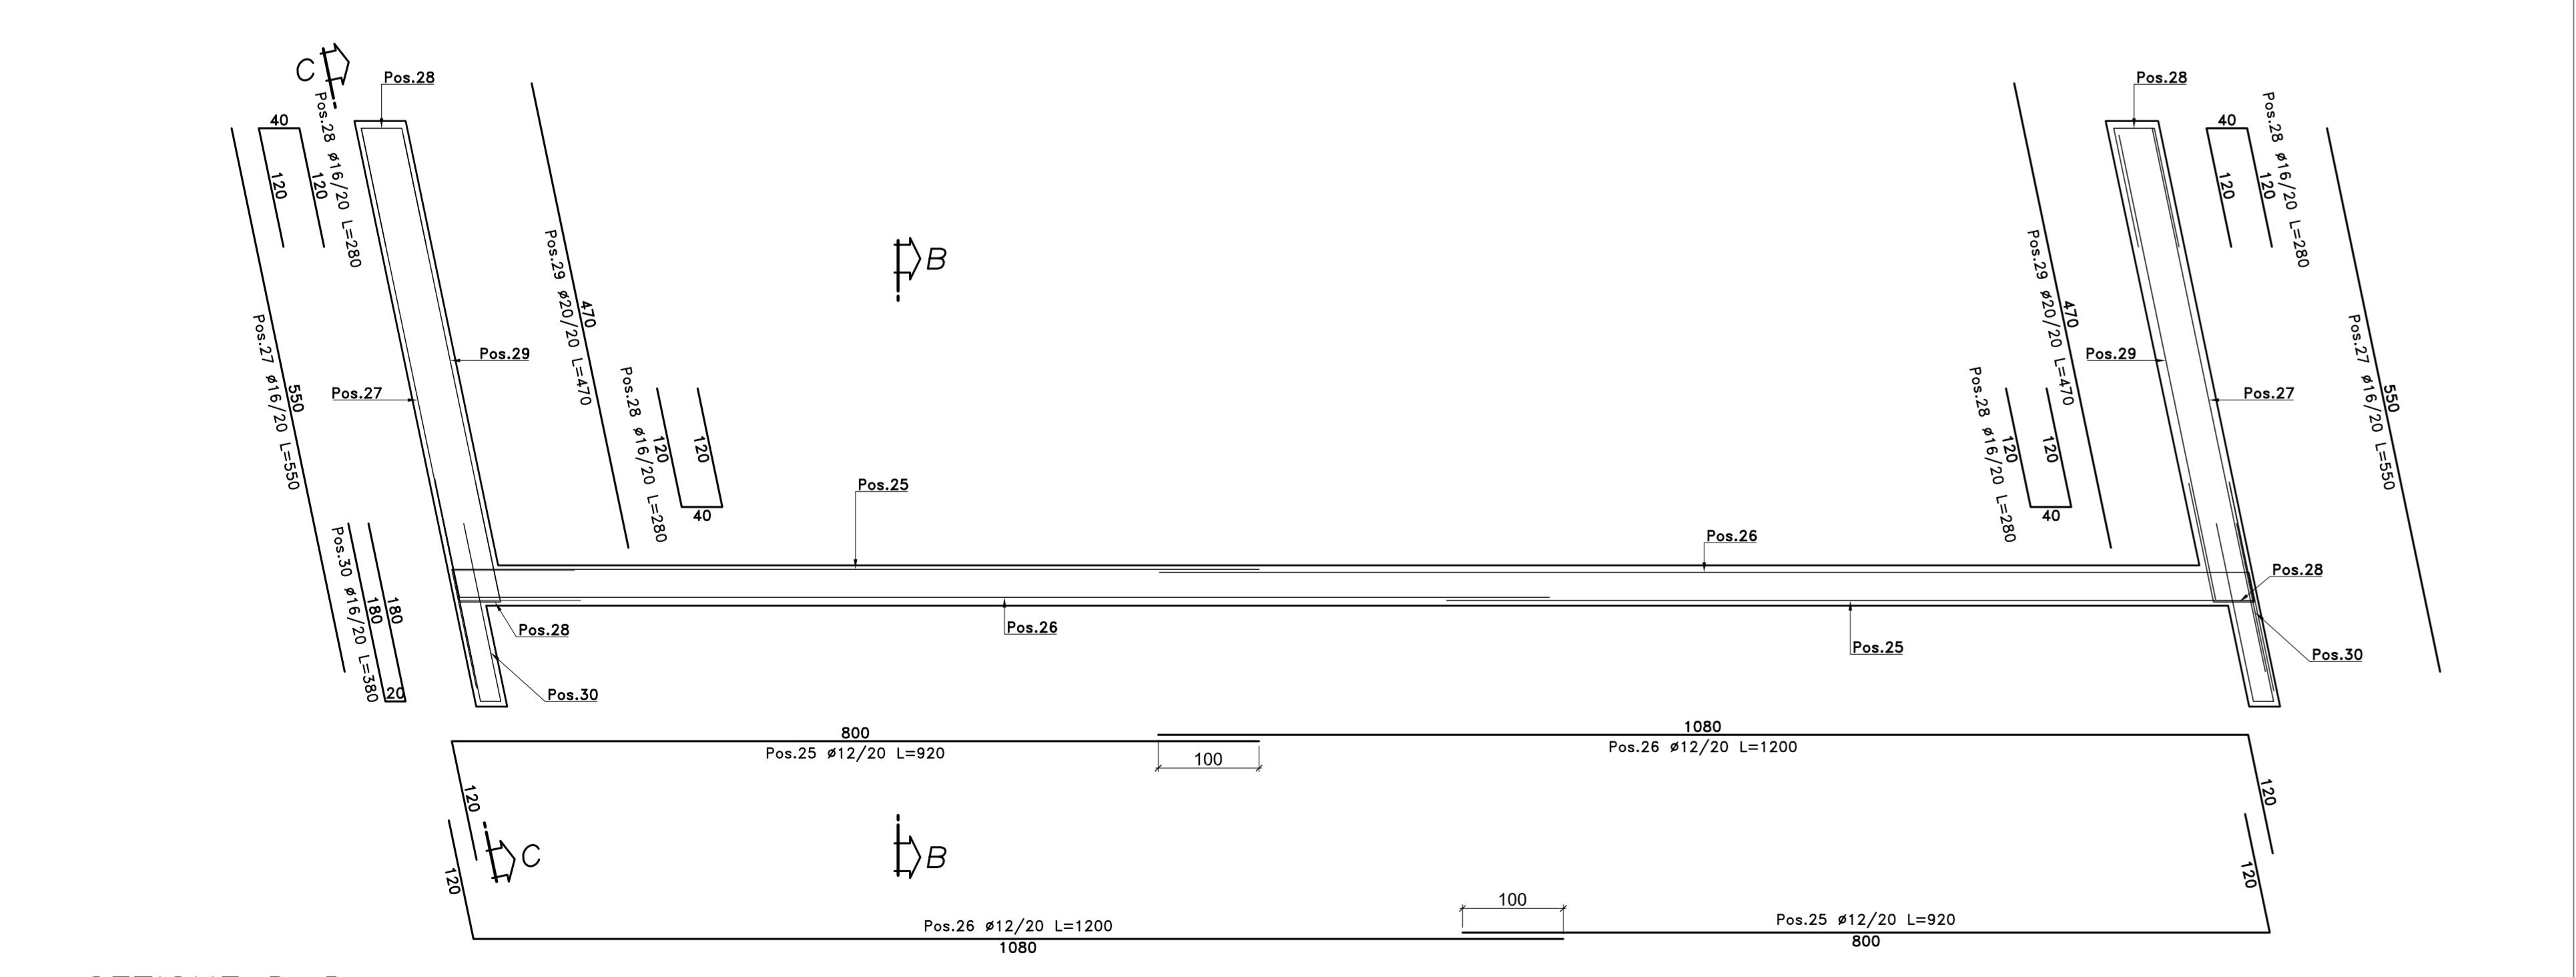 C
Pos.28
Pos.28
40
Pos.28 ø16/20 L=280
120
120
40
Pos.28 ø16/20 L=280
120
120
Pos.29 ø20/20 L=470
470
B
Pos.29 ø20/20 L=470
470
Pos.27 ø16/20 L=550
550
Pos.29
Pos.27
Pos.29
Pos.27
Pos.27 ø16/20 L=550
550
Pos.28 ø16/20 L=280
120
120
40
Pos.28 ø16/20 L=280
120
120
40
Pos.25
Pos.26
Pos.30 ø16/20 L=380
180
180
20
Pos.28
Pos.28
Pos.26
Pos.25
Pos.30
Pos.30
800
1080
Pos.25 ø12/20 L=920
Pos.26 ø12/20 L=1200
100
120
120
C
B
120
120
100
Pos.26 ø12/20 L=1200
Pos.25 ø12/20 L=920
1080
800